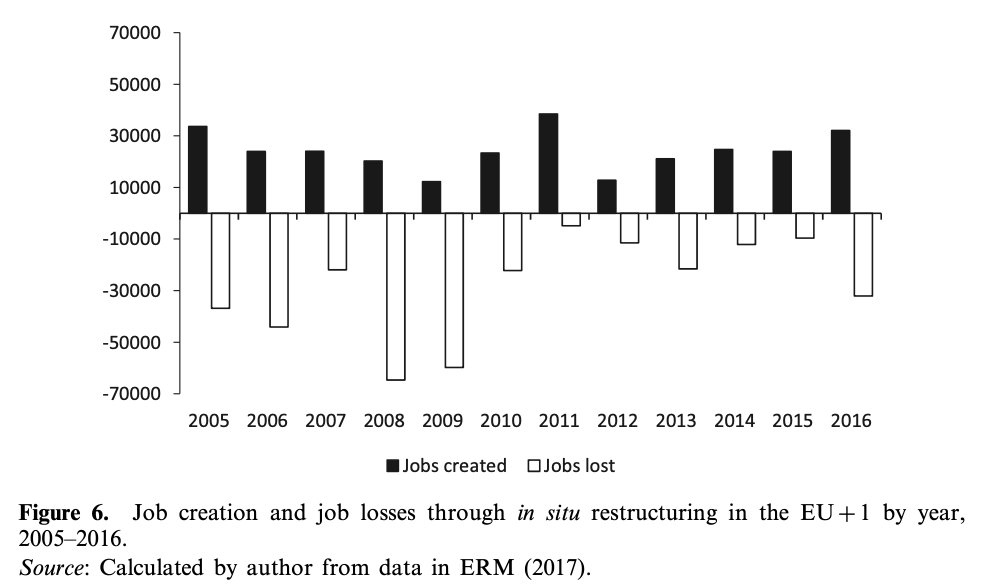 70000
50000
30000
10000
-10000
-30000
-50000
-70000
2005 2006 2007 2008 2009 2010 2011 2012 2013 2014 2015 2016
Jobs created Jobs lost
Figure 6. Job creation and job losses through in situ restructuring in the EU+1 by year,
2005–2016.
Source: Calculated by author from data in ERM (2017).